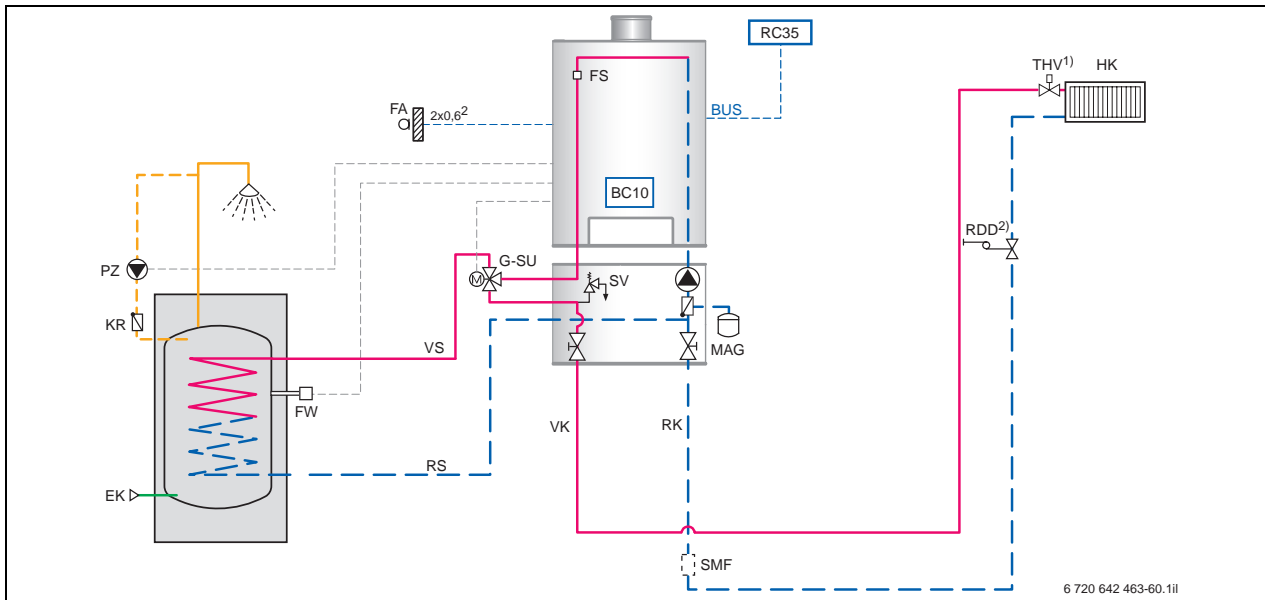 RC35
THV1)
HK
FS
FA
2x0,6²
BUS
BC10
RDD2)
G-SU
PZ
M
SV
KR
MAG
VS
FW
VK
RK
RS
EK
SMF
6 720 642 463-60.1il